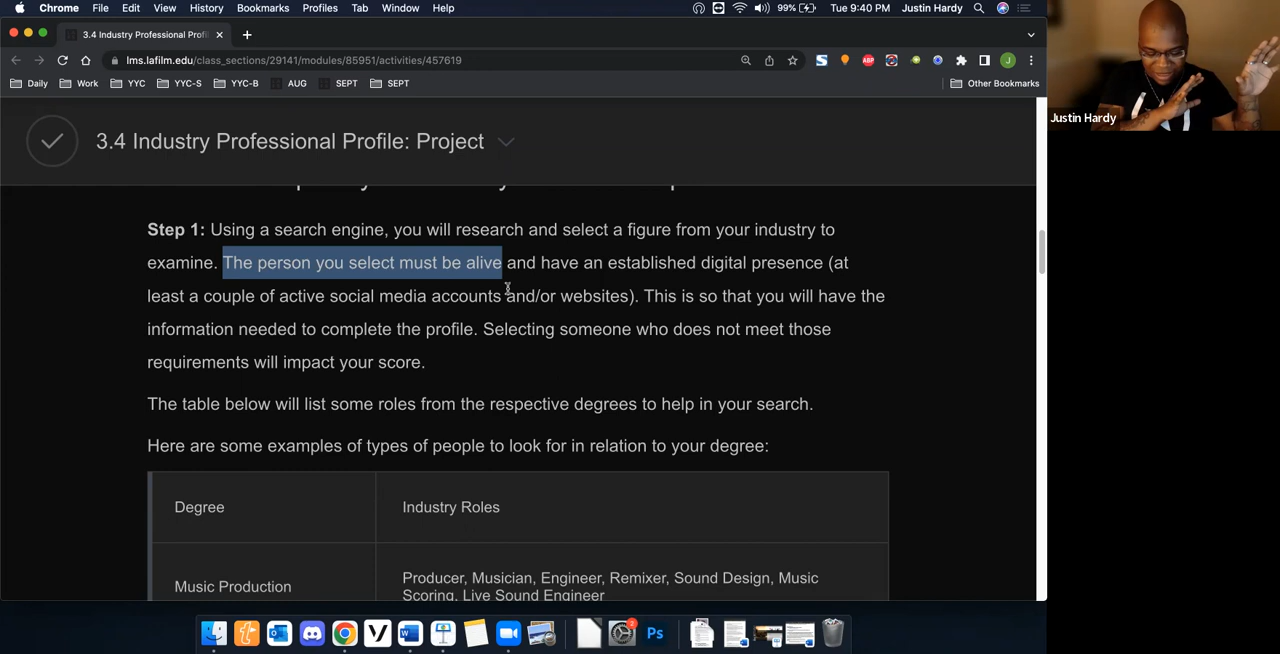 Chrome File Edit View History Bookmarks Profiles Tab Window Help 99% Tue 9:40 PM Justin Hardy
3.4 Industry Professional Profi
lms.lafilm.edu/class_sections/29141/modules/85951/activities/457619
Daily Work YYC YYC-S YYC-B AUG SEPT SEPT Other Bookmarks
Justin Hardy
3.4 Industry Professional Profile: Project
Step 1: Using a search engine, you will research and select a figure from your industry to
examine. The person you select must be alive and have an established digital presence (at
least a couple of active social media accounts and/or websites). This is so that you will have the
information needed to complete the profile. Selecting someone who does not meet those
requirements will impact your score.
The table below will list some roles from the respective degrees to help in your search.
Here are some examples of types of people to look for in relation to your degree:
Degree Industry Roles
Music Production Producer, Musician, Engineer, Remixer, Sound Design, Music
Scoring, Live Sound Engineer
ABP
J
2
Ps